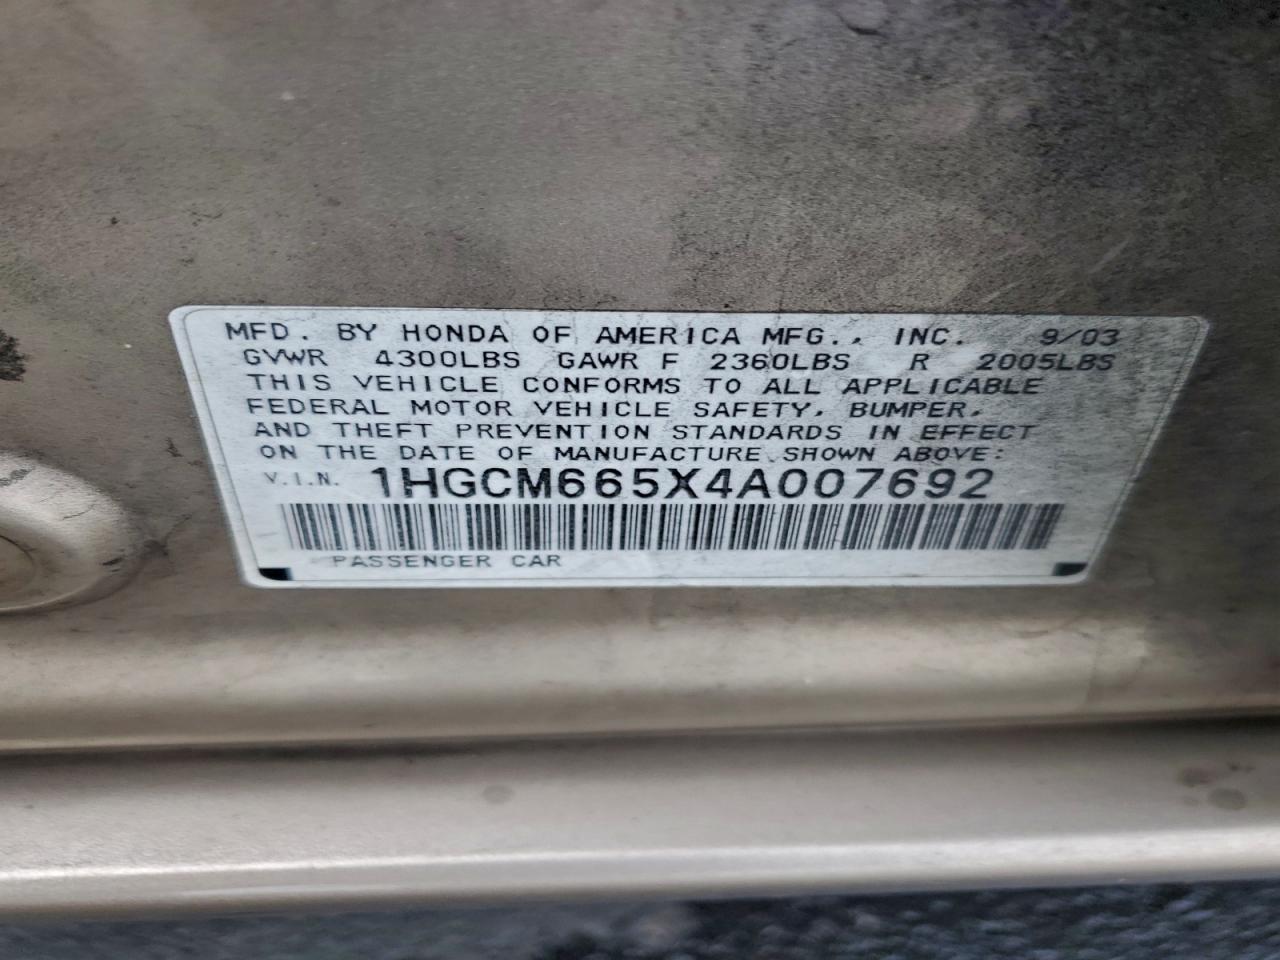 MFD. BY HONDA OF AMERICA MFG., INC. 9/03
GVWR 4300LBS GAWR F 2360LBS R 2005LBS
THIS VEHICLE CONFORMS TO ALL APPLICABLE
FEDERAL MOTOR VEHICLE SAFETY, BUMPER,
AND THEFT PREVENTION STANDARDS IN EFFECT
ON THE DATE OF MANUFACTURE SHOWN ABOVE:
V.I.N. 1HGCM665X4A007692
PASSENGER CAR